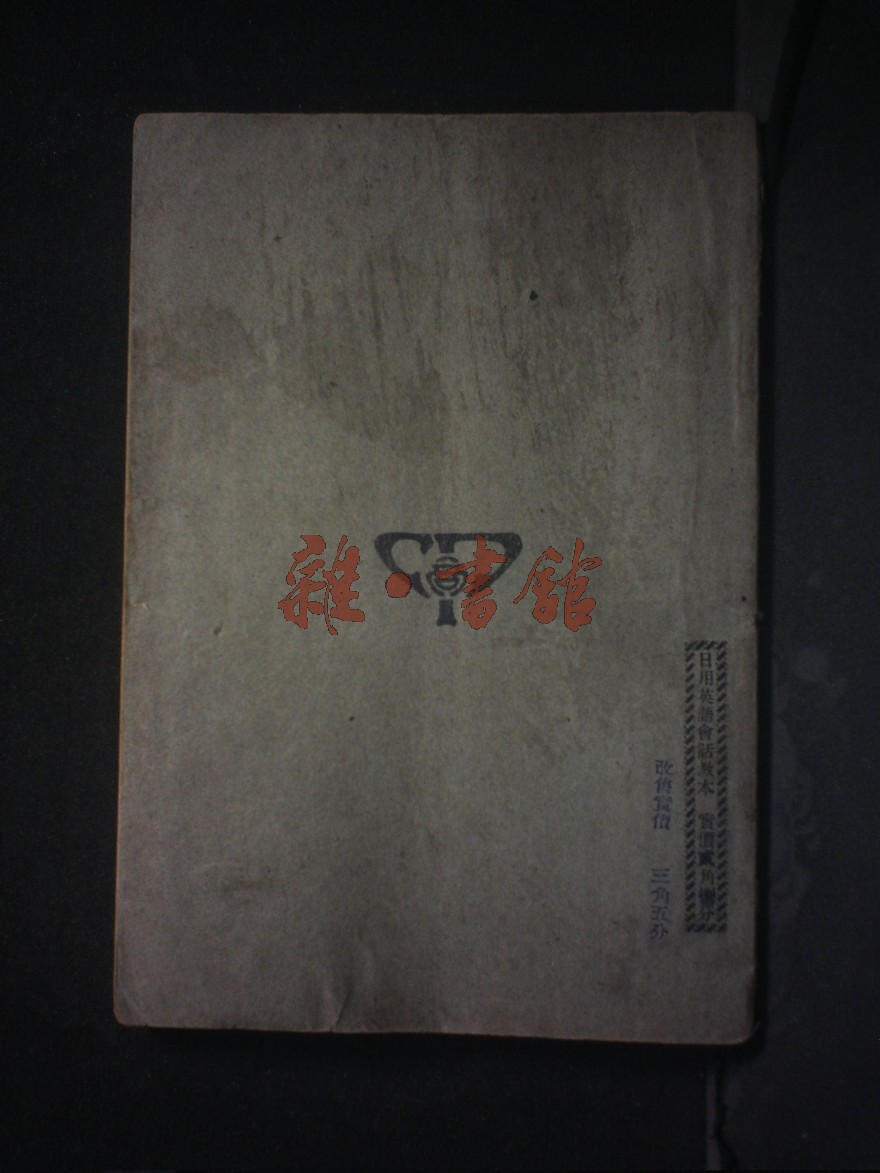 日用英語會話教本 實價貳角捌分
改售實價 三角五分
雜·書館